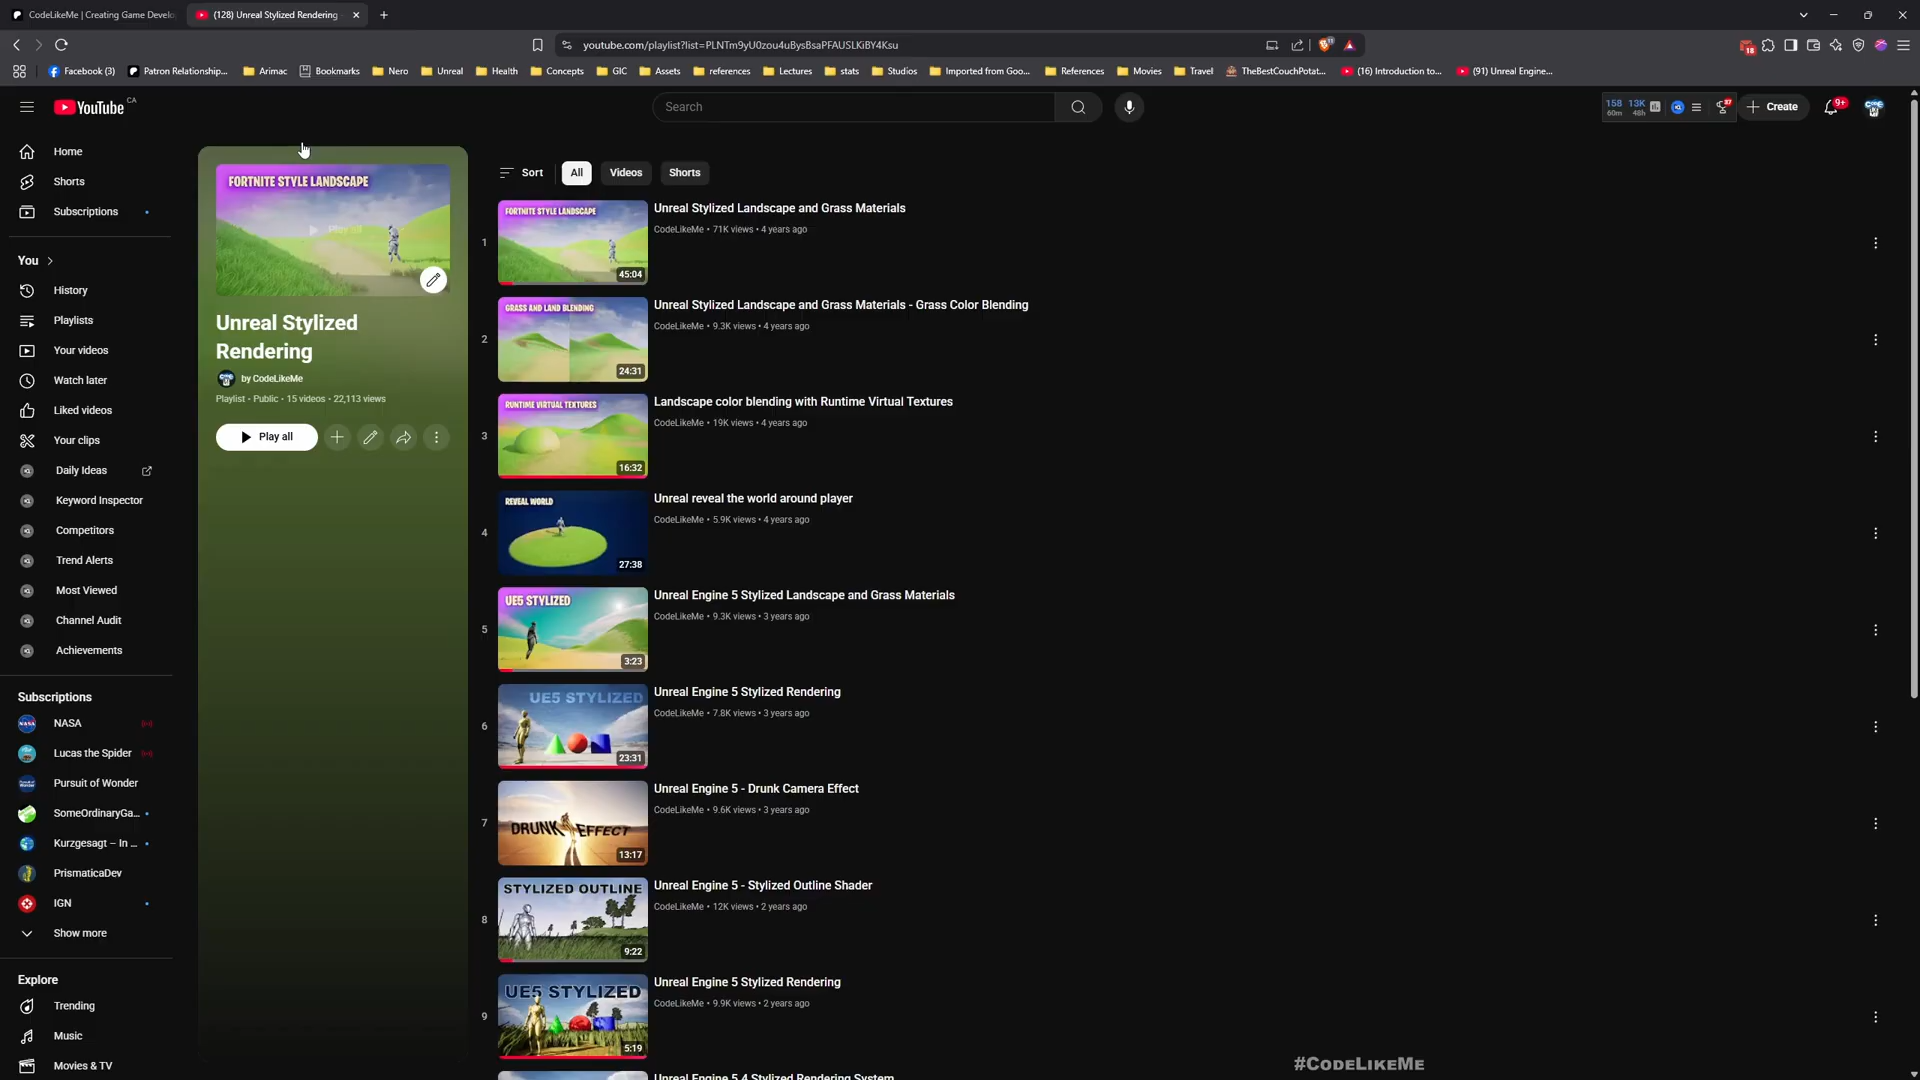 CodeLikeMe | Creating Game Develo
(128) Unreal Stylized Rendering
youtube.com/playlist?list=PLNTm9yU0zou4uBysBsaPFAUSLKiBY4Ksu
Facebook (3)
Patron Relationship...
Arimac
Bookmarks
Nero
Unreal
Health
Concepts
GIC
Assets
references
Lectures
stats
Studios
Imported from Goo...
References
Movies
Travel
TheBestCouchPotat...
(16) Introduction to...
(91) Unreal Engine...
YouTube CA
Search
158 60m
13K 48h
Create
9+
Home
Shorts
Subscriptions
You
History
Playlists
Your videos
Watch later
Liked videos
Your clips
Daily Ideas
Keyword Inspector
Competitors
Trend Alerts
Most Viewed
Channel Audit
Achievements
Subscriptions
NASA
Lucas the Spider
Pursuit of Wonder
SomeOrdinaryGa...
Kurzgesagt – In ...
PrismaticaDev
IGN
Show more
Explore
Trending
Music
Movies & TV
FORTNITE STYLE LANDSCAPE
Play all
Unreal Stylized
Rendering
by CodeLikeMe
Playlist • Public • 15 videos • 22,113 views
Play all
Sort
All
Videos
Shorts
1
FORTNITE STYLE LANDSCAPE
45:04
Unreal Stylized Landscape and Grass Materials
CodeLikeMe • 71K views • 4 years ago
2
GRASS AND LAND BLENDING
24:31
Unreal Stylized Landscape and Grass Materials - Grass Color Blending
CodeLikeMe • 9.3K views • 4 years ago
3
RUNTIME VIRTUAL TEXTURES
16:32
Landscape color blending with Runtime Virtual Textures
CodeLikeMe • 19K views • 4 years ago
4
REVEAL WORLD
27:38
Unreal reveal the world around player
CodeLikeMe • 5.9K views • 4 years ago
5
UE5 STYLIZED
3:23
Unreal Engine 5 Stylized Landscape and Grass Materials
CodeLikeMe • 9.3K views • 3 years ago
6
UE5 STYLIZED
23:31
Unreal Engine 5 Stylized Rendering
CodeLikeMe • 7.8K views • 3 years ago
7
DRUNK EFFECT
13:17
Unreal Engine 5 - Drunk Camera Effect
CodeLikeMe • 9.6K views • 3 years ago
8
STYLIZED OUTLINE
9:22
Unreal Engine 5 - Stylized Outline Shader
CodeLikeMe • 12K views • 2 years ago
9
UE5 STYLIZED
5:19
Unreal Engine 5 Stylized Rendering
CodeLikeMe • 9.9K views • 2 years ago
Unreal Engine 5.4 Stylized Rendering System
#CodeLikeMe